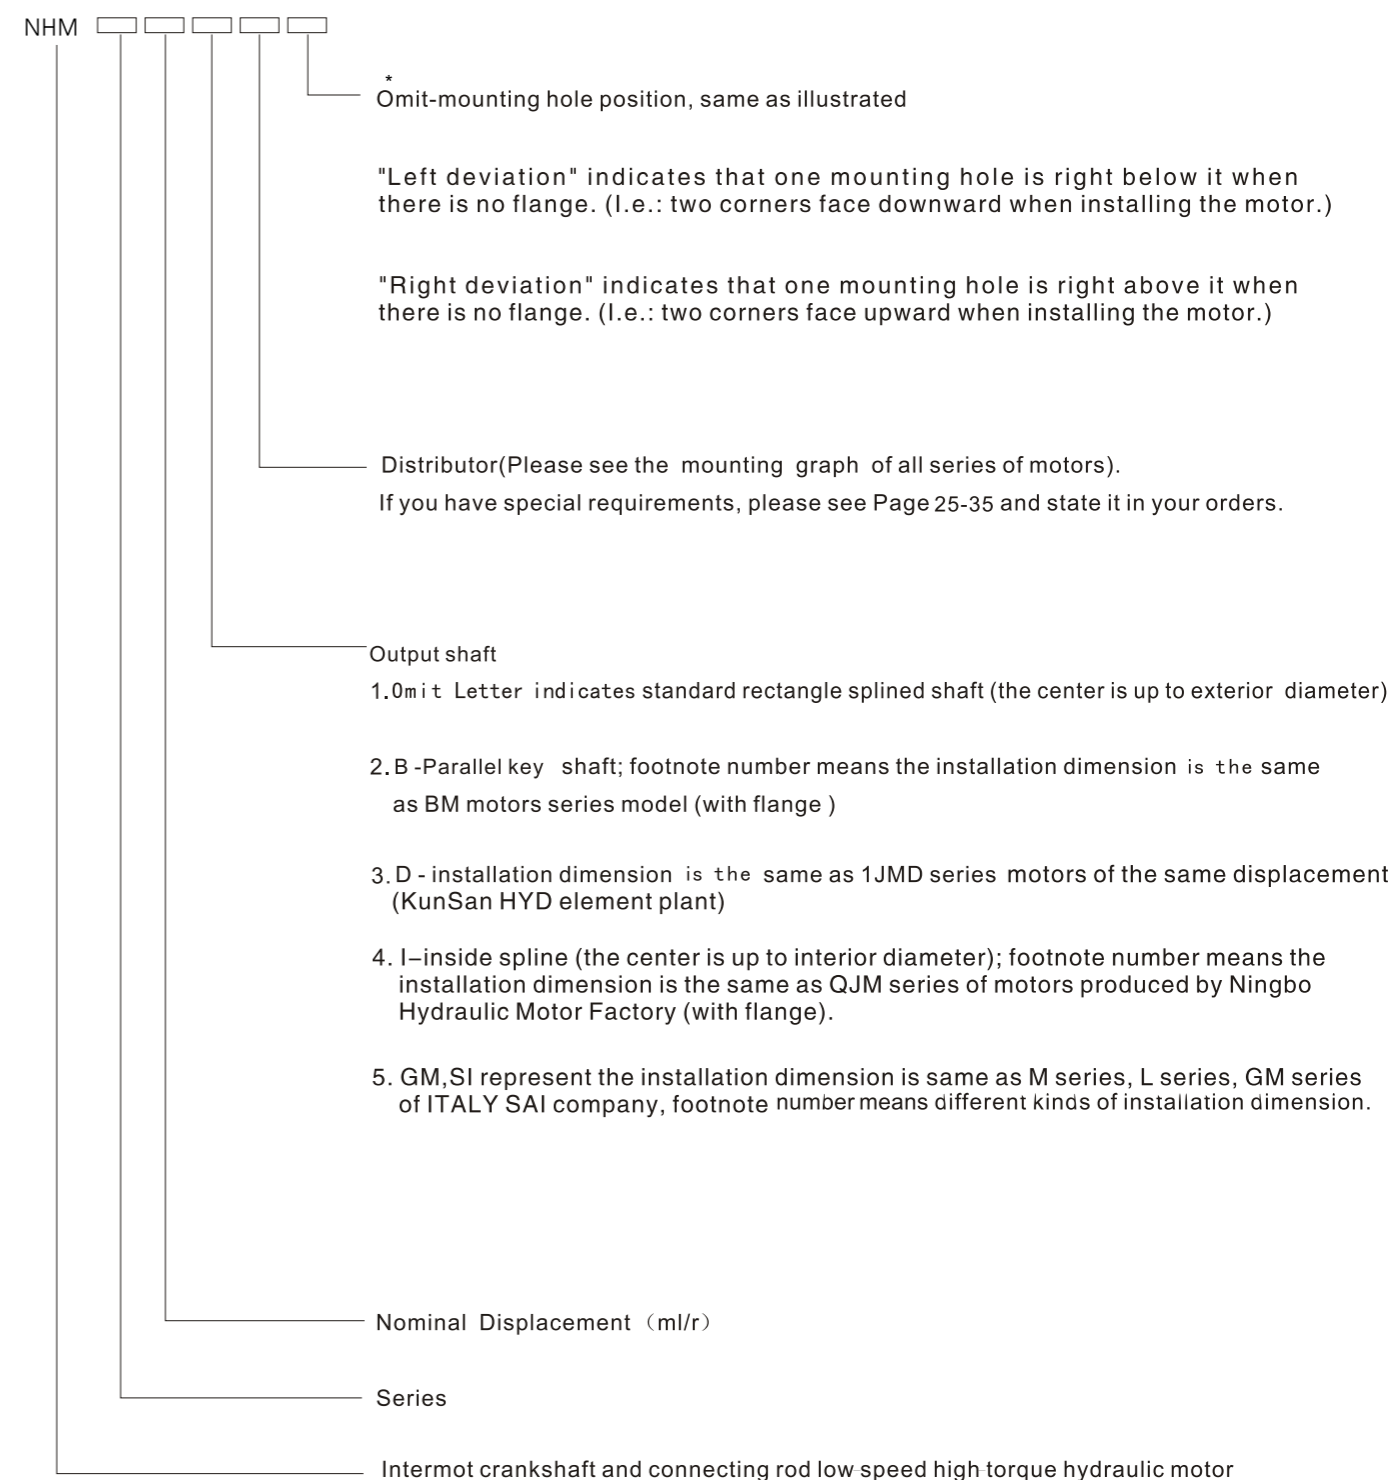 NHM
*
Omit-mounting hole position, same as illustrated
"Left deviation" indicates that one mounting hole is right below it when
there is no flange. (I.e.: two corners face downward when installing the motor.)
"Right deviation" indicates that one mounting hole is right above it when
there is no flange. (I.e.: two corners face upward when installing the motor.)
Distributor(Please see the mounting graph of all series of motors).
If you have special requirements, please see Page 25-35 and state it in your orders.
Output shaft
1.Omit Letter indicates standard rectangle splined shaft (the center is up to exterior diameter)
2.B -Parallel key shaft; footnote number means the installation dimension is the same
as BM motors series model (with flange )
3.D - installation dimension is the same as 1JMD series motors of the same displacement
(KunSan HYD element plant)
4. I–inside spline (the center is up to interior diameter); footnote number means the
installation dimension is the same as QJM series of motors produced by Ningbo
Hydraulic Motor Factory (with flange).
5. GM,SI represent the installation dimension is same as M series, L series, GM series
of ITALY SAI company, footnote number means different kinds of installation dimension.
Nominal Displacement（ml/r）
Series
Intermot crankshaft and connecting rod low speed high torque hydraulic motor